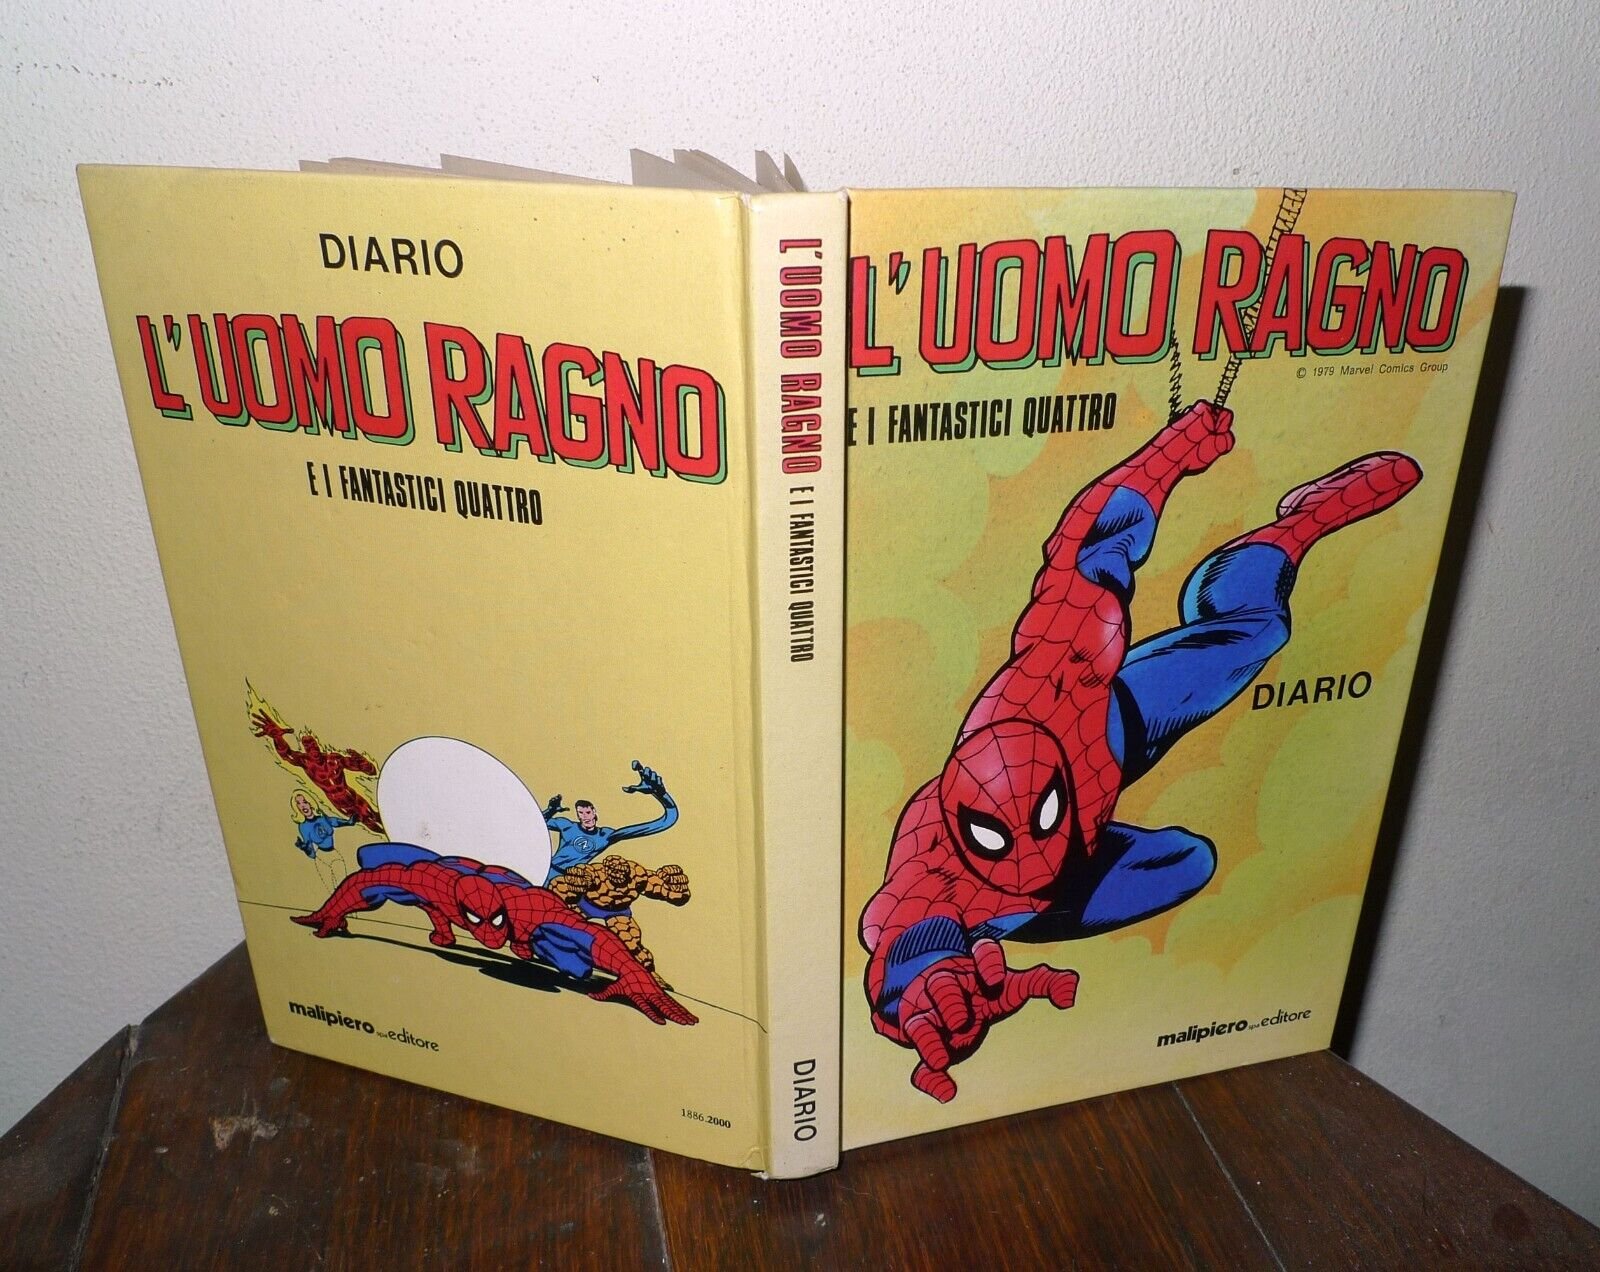 DIARIO
L'UOMO RAGNO
E I FANTASTICI QUATTRO
malipiero spa editore
1886.2000
L'UOMO RAGNO E I FANTASTICI QUATTRO
DIARIO
L'UOMO RAGNO
© 1979 Marvel Comics Group
E I FANTASTICI QUATTRO
DIARIO
malipiero spa editore